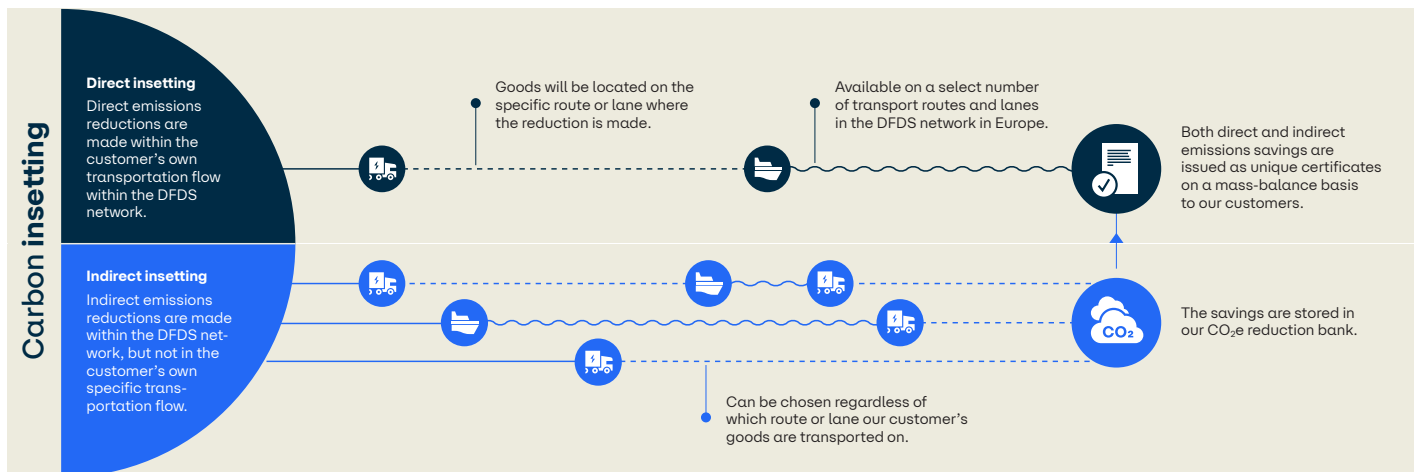 Carbon insetting
Direct insetting
Direct emissions
reductions are
made within the
customer's own
transportation flow
within the DFDS
network.
Goods will be located on the
specific route or lane where
the reduction is made.
Available on a select number
of transport routes and lanes
in the DFDS network in Europe.
Both direct and indirect
emissions savings are
issued as unique certificates
on a mass-balance basis
to our customers.
Indirect insetting
Indirect emissions
reductions are made
within the DFDS net-
work, but not in the
customer's own
specific trans-
portation flow.
CO₂
The savings are stored in
our CO₂e reduction bank.
Can be chosen regardless of
which route or lane our customer's
goods are transported on.